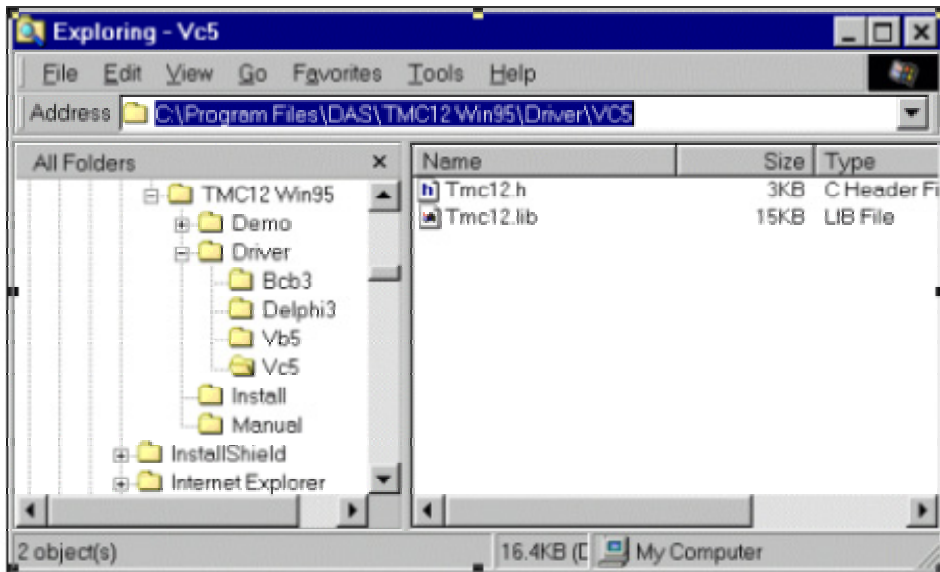 Exploring - Vc5
File Edit View Go Favorites Tools Help
Address C:\Program Files\DAS\TMC12 Win95\Driver\VC5
All Folders
TMC12 Win95
Demo
Driver
Bcb3
Delphi3
Vb5
Vc5
Install
Manual
InstallShield
Internet Explorer
Name Size Type
Tmc12.h 3KB C Header Fi
Tmc12.lib 15KB LIB File
2 object(s) 16.4KB (D My Computer